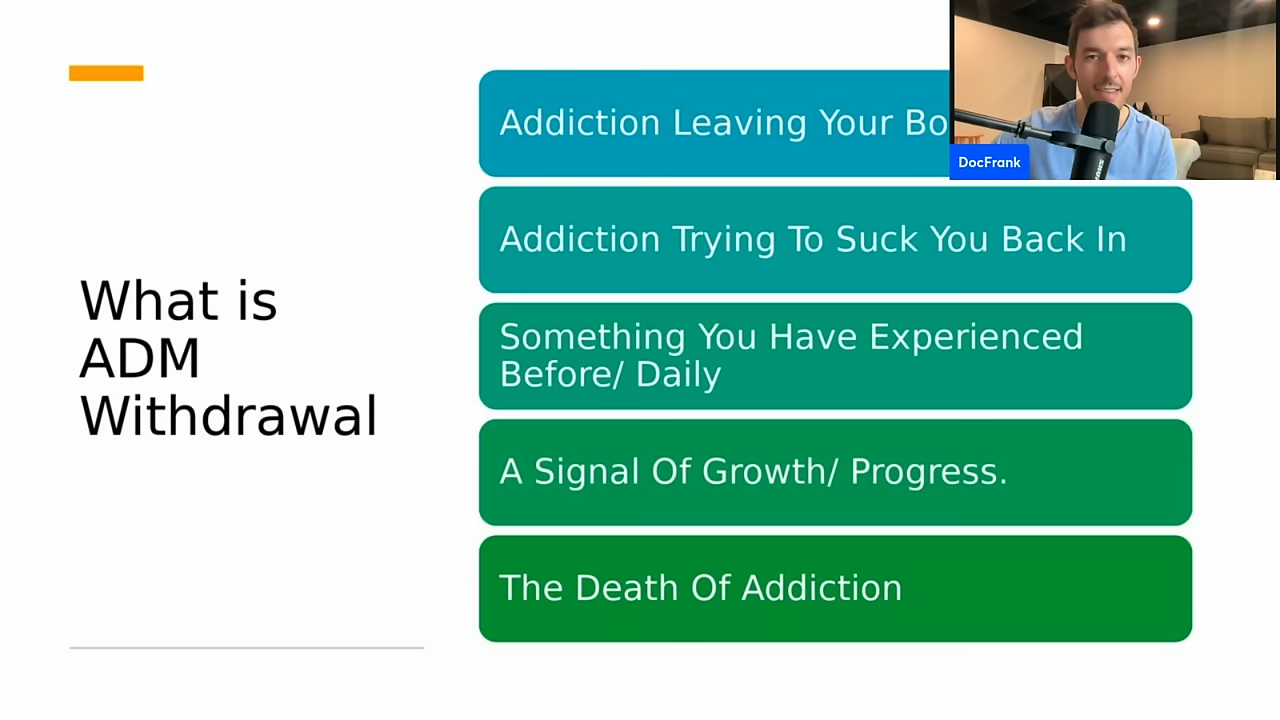 What is
ADM
Withdrawal
Addiction Leaving Your
Addiction Trying To Suck You Back In
Something You Have Experienced
Before/ Daily
A Signal Of Growth/ Progress.
The Death Of Addiction
DocFrank